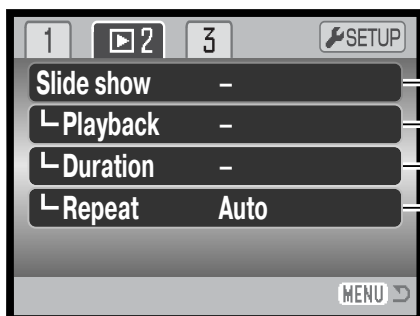 1 2 3 SETUP
Slide show –
Playback –
Duration –
Repeat Auto
MENU